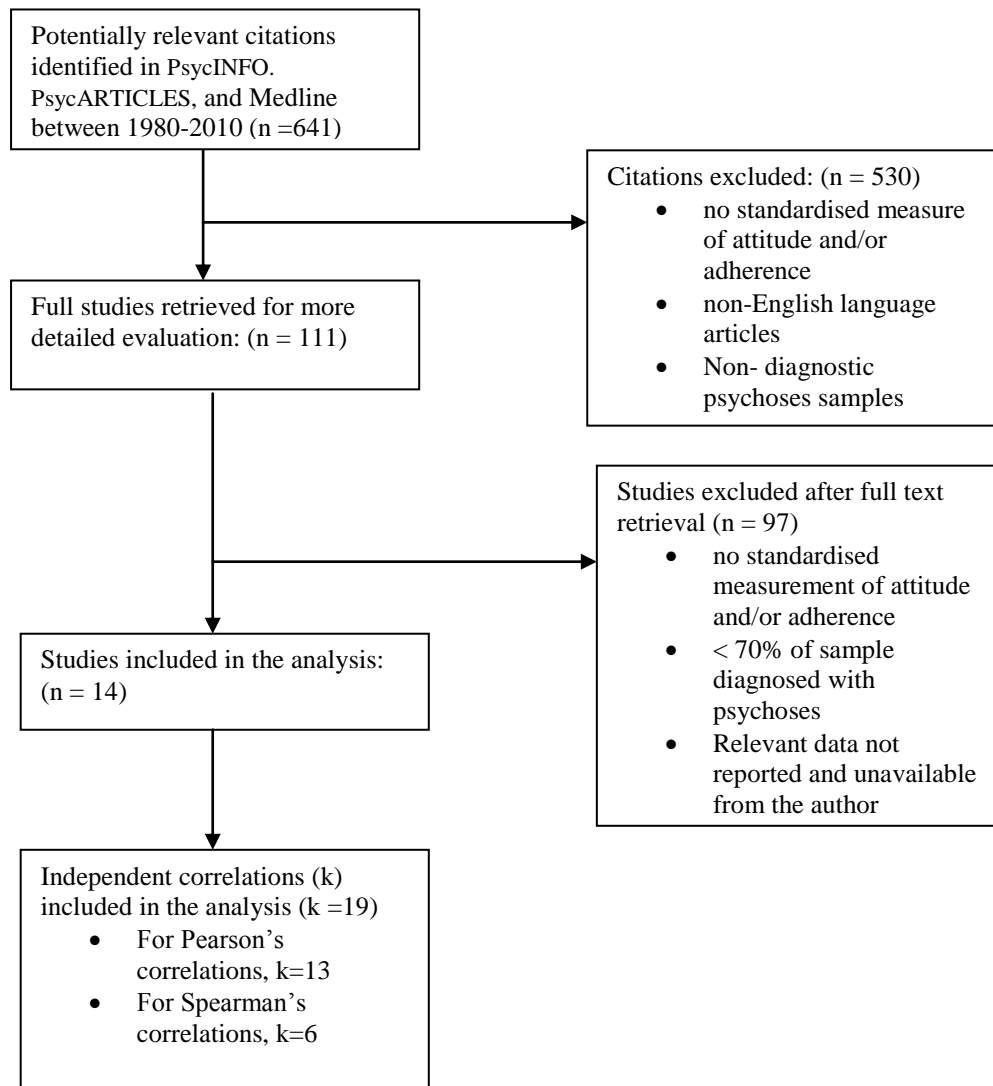 Potentially relevant citations
identified in PsycINFO.
PsycARTICLES, and Medline
between 1980-2010 (n =641)
Citations excluded: (n = 530)
• no standardised measure
of attitude and/or
adherence
• non-English language
articles
• Non- diagnostic
psychoses samples
Full studies retrieved for more
detailed evaluation: (n = 111)
Studies excluded after full text
retrieval (n = 97)
• no standardised
measurement of attitude
and/or adherence
• < 70% of sample
diagnosed with
psychoses
• Relevant data not
reported and unavailable
from the author
Studies included in the analysis:
(n = 14)
Independent correlations (k)
included in the analysis (k =19)
• For Pearson’s
correlations, k=13
• For Spearman’s
correlations, k=6